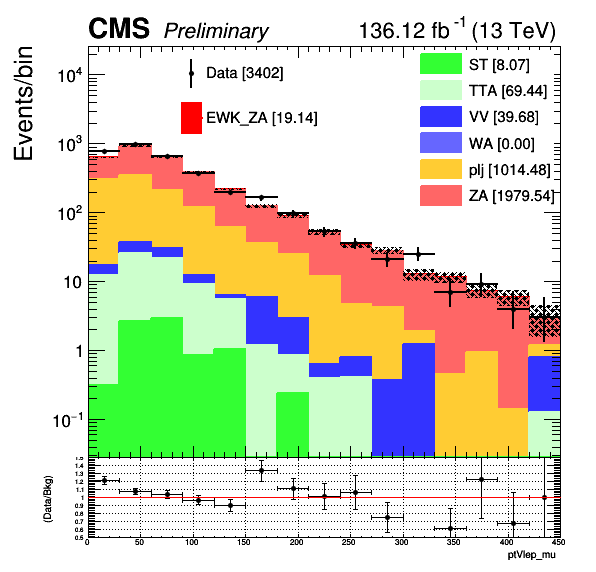 CMS Preliminary 136.12 fb⁻¹ (13 TeV)
Events/bin
Data [3402]
EWK_ZA [19.14]
ST [8.07]
TTA [69.44]
VV [39.68]
WA [0.00]
plj [1014.48]
ZA [1979.54]
10⁴
10³
10²
10
1
10⁻¹
(Data/Bkg)
1.5
1.4
1.3
1.2
1.1
1
0.9
0.8
0.7
0.6
0.5
0 50 100 150 200 250 300 350 400 450
ptVlep_mu